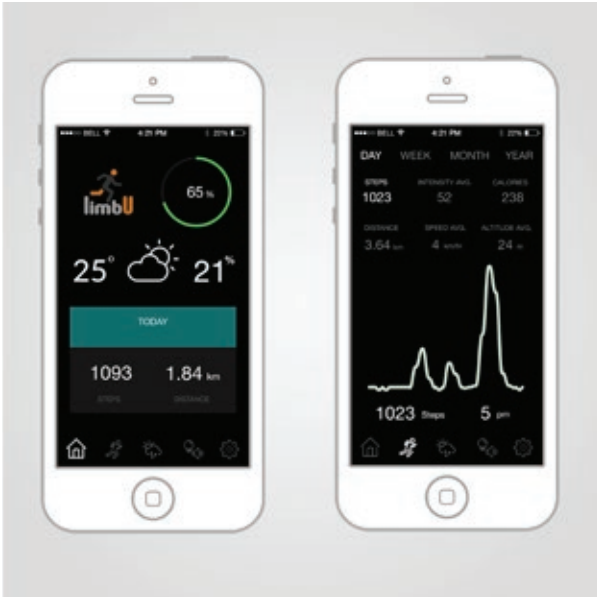 BELL 4:21 PM 22%
limbU
65 %
25° 21%
TODAY
1093 1.84 km
STEPS DISTANCE
BELL 4:21 PM 22%
DAY WEEK MONTH YEAR
STEPS INTENSITY AVG. CALORIES
1023 52 238
DISTANCE SPEED AVG. ALTITUDE AVG.
3.64 km 4 km/h 24 m
1023 Steps 5 pm